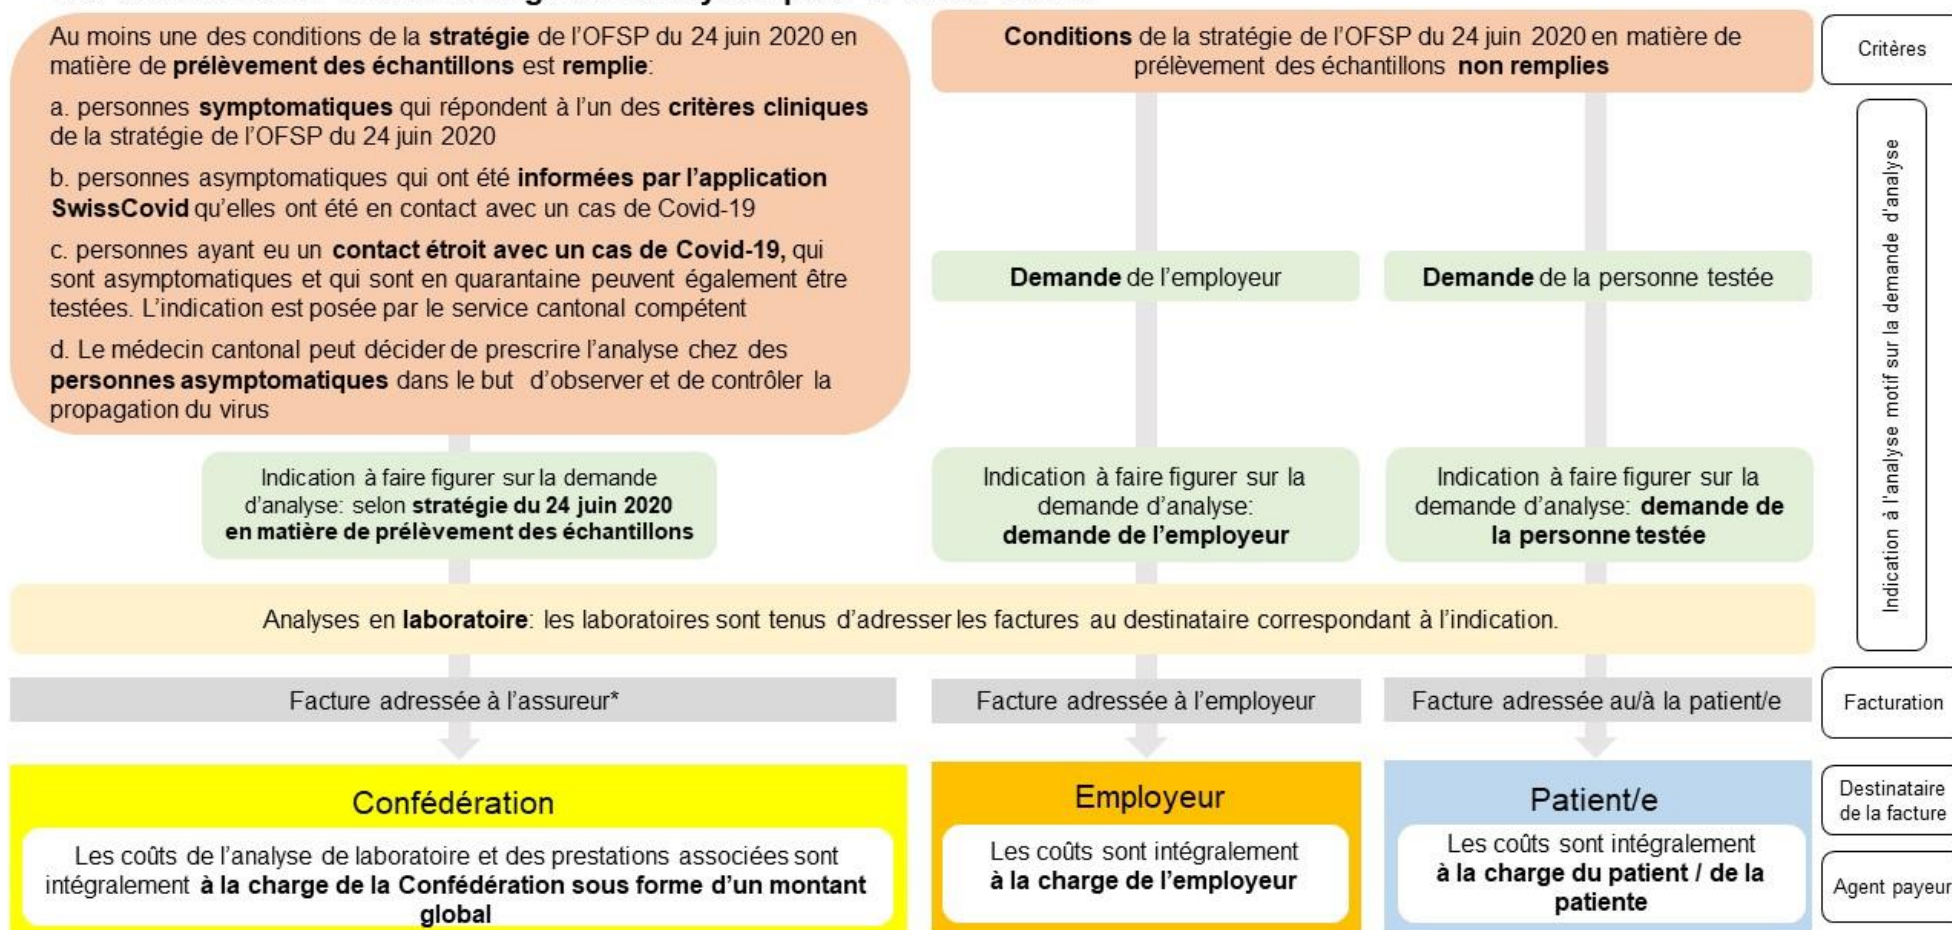 Au moins une des conditions de la stratégie de l'OFSP du 24 juin 2020 en
matière de prélèvement des échantillons est remplie:
a. personnes symptomatiques qui répondent à l'un des critères cliniques
de la stratégie de l'OFSP du 24 juin 2020
b. personnes asymptomatiques qui ont été informées par l'application
SwissCovid qu'elles ont été en contact avec un cas de Covid-19
c. personnes ayant eu un contact étroit avec un cas de Covid-19, qui
sont asymptomatiques et qui sont en quarantaine peuvent également être
testées. L'indication est posée par le service cantonal compétent
d. Le médecin cantonal peut décider de prescrire l'analyse chez des
personnes asymptomatiques dans le but d'observer et de contrôler la
propagation du virus
Conditions de la stratégie de l'OFSP du 24 juin 2020 en matière de
prélèvement des échantillons non remplies
Critères
Demande de l'employeur
Demande de la personne testée
Indication à l'analyse motif sur la demande d'analyse
Indication à faire figurer sur la demande
d'analyse: selon stratégie du 24 juin 2020
en matière de prélèvement des échantillons
Indication à faire figurer sur la
demande d'analyse:
demande de l'employeur
Indication à faire figurer sur la
demande d'analyse: demande de
la personne testée
Analyses en laboratoire: les laboratoires sont tenus d'adresser les factures au destinataire correspondant à l'indication.
Facture adressée à l'assureur*
Facture adressée à l'employeur
Facture adressée au/à la patient/e
Facturation
Confédération
Les coûts de l'analyse de laboratoire et des prestations associées sont
intégralement à la charge de la Confédération sous forme d'un montant
global
Employeur
Les coûts sont intégralement
à la charge de l'employeur
Patient/e
Les coûts sont intégralement
à la charge du patient / de la
patiente
Destinataire
de la facture
Agent payeur